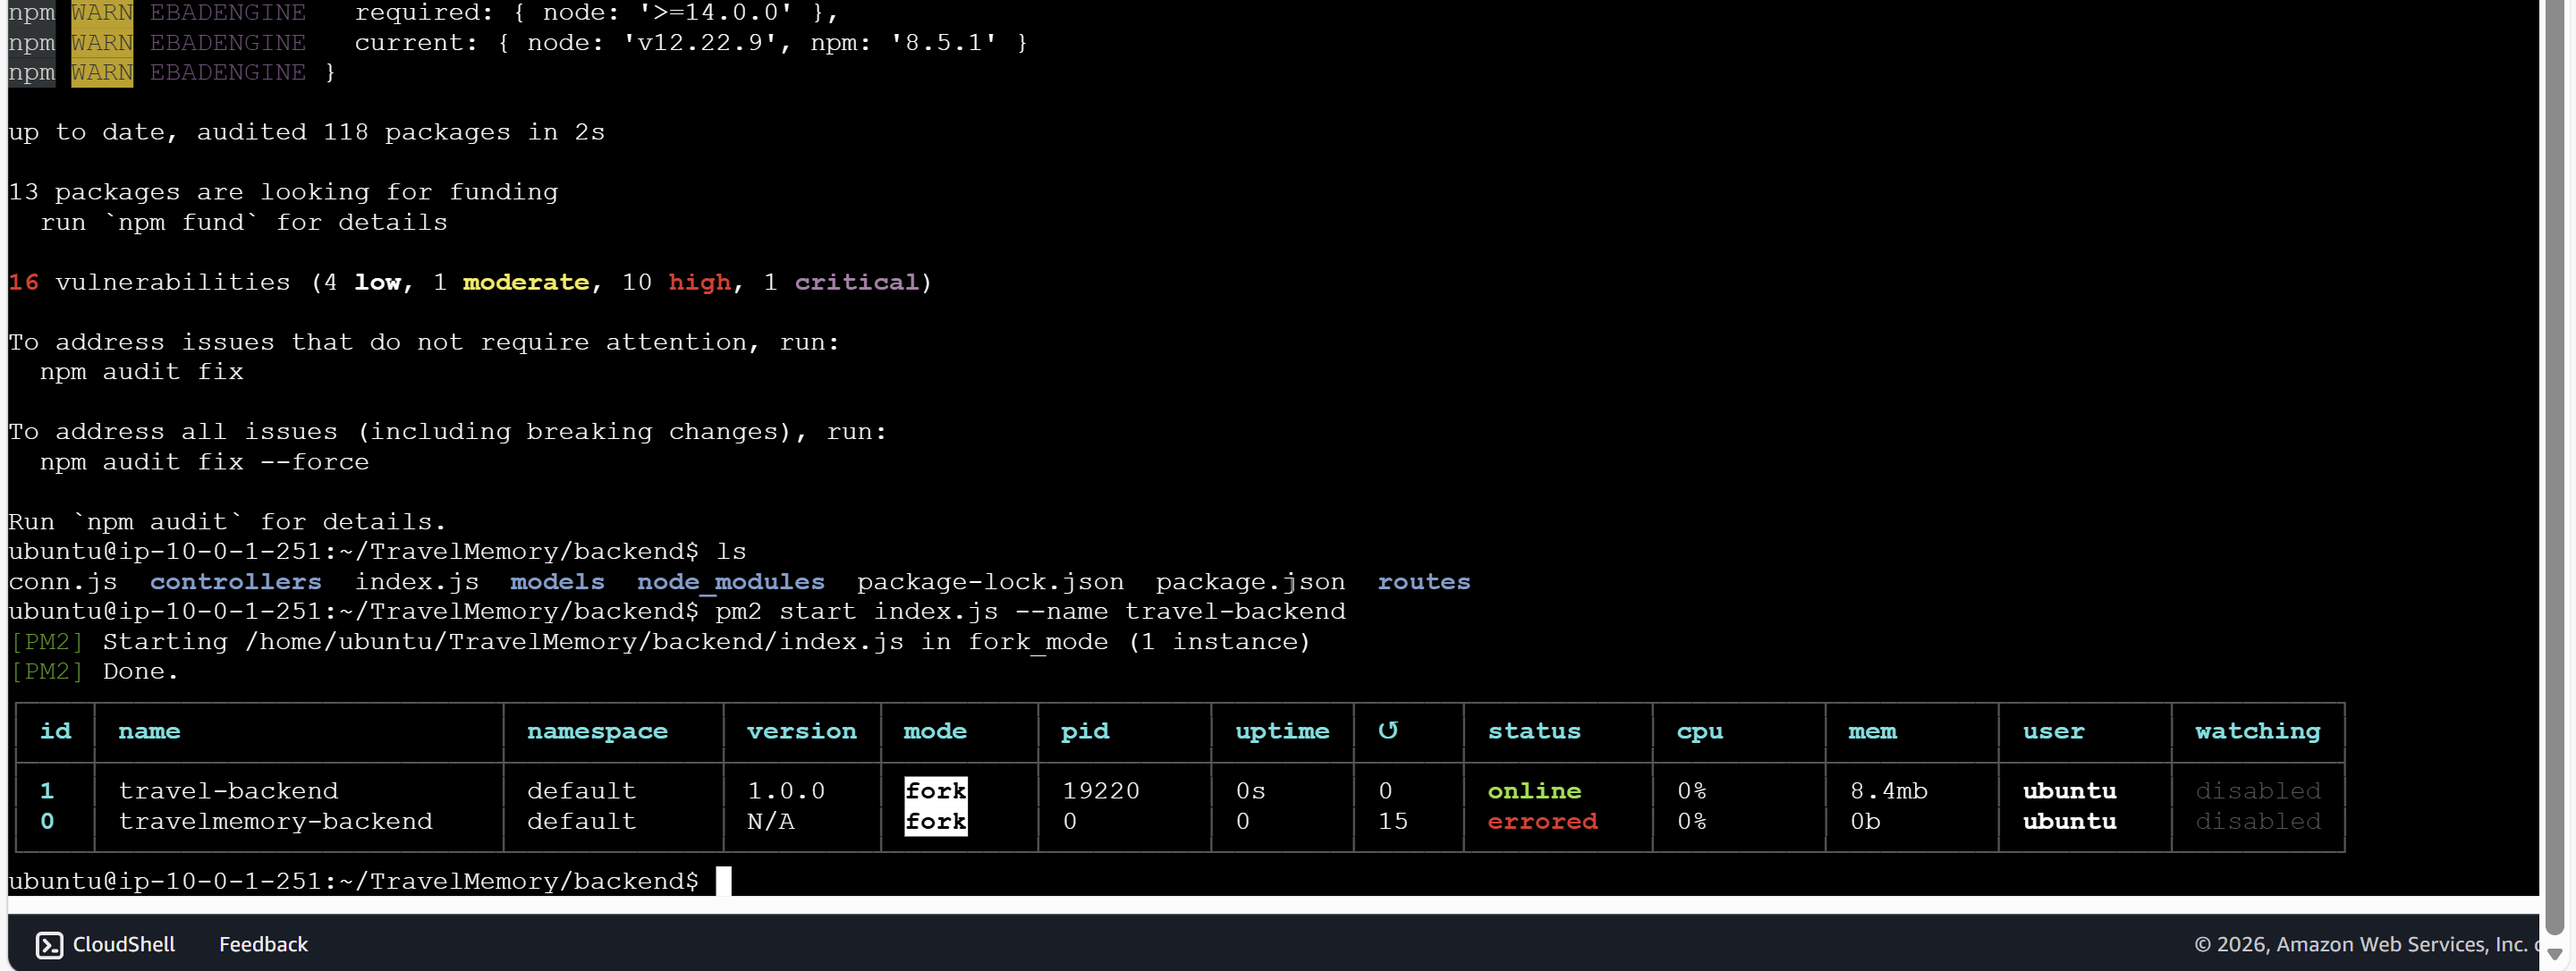 npm WARN EBADENGINE   required: { node: '>=14.0.0' },
npm WARN EBADENGINE   current: { node: 'v12.22.9', npm: '8.5.1' }
npm WARN EBADENGINE }
up to date, audited 118 packages in 2s
13 packages are looking for funding
  run `npm fund` for details
16 vulnerabilities (4 low, 1 moderate, 10 high, 1 critical)
To address issues that do not require attention, run:
  npm audit fix
To address all issues (including breaking changes), run:
  npm audit fix --force
Run `npm audit` for details.
ubuntu@ip-10-0-1-251:~/TravelMemory/backend$ ls
conn.js  controllers  index.js  models  node_modules  package-lock.json  package.json  routes
ubuntu@ip-10-0-1-251:~/TravelMemory/backend$ pm2 start index.js --name travel-backend
[PM2] Starting /home/ubuntu/TravelMemory/backend/index.js in fork_mode (1 instance)
[PM2] Done.
id name namespace version mode pid uptime ↺ status cpu mem user watching
1 travel-backend default 1.0.0 fork 19220 0s 0 online 0% 8.4mb ubuntu disabled
0 travelmemory-backend default N/A fork 0 0 15 errored 0% 0b ubuntu disabled
ubuntu@ip-10-0-1-251:~/TravelMemory/backend$
CloudShell Feedback © 2026, Amazon Web Services, Inc.